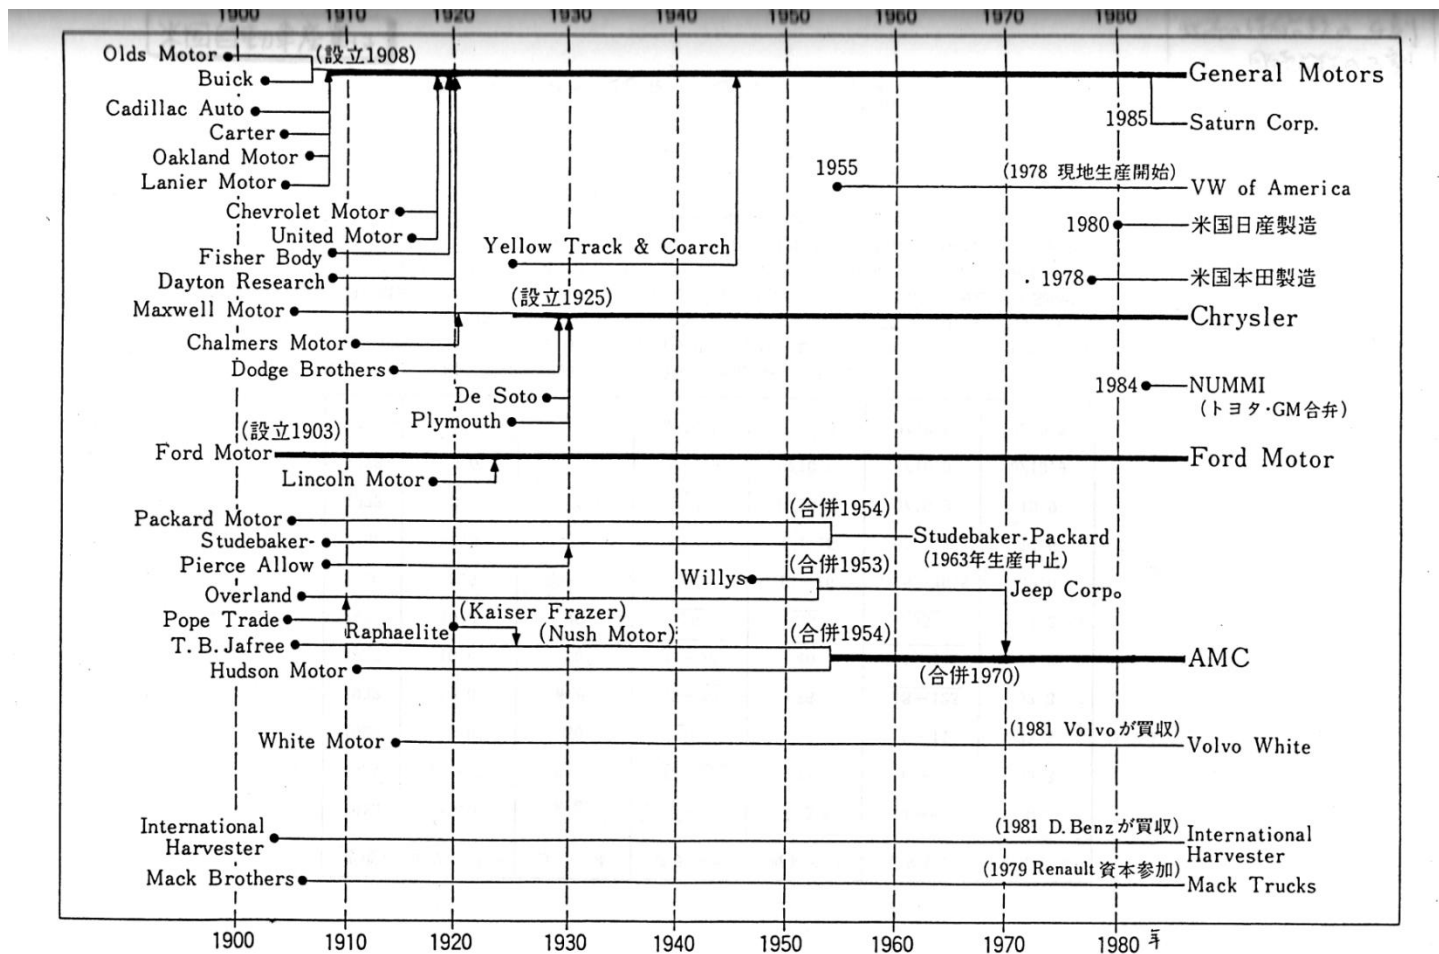 1900 1910 1920 1930 1940 1950 1960 1970 1980
Olds Motor
(設立1908)
Buick
General Motors
Cadillac Auto
1985
Saturn Corp.
Carter
Oakland Motor
1955
(1978 現地生産開始)
Lanier Motor
VW of America
Chevrolet Motor
1980
米国日産製造
United Motor
Yellow Track & Coarch
Fisher Body
Dayton Research
1978
米国本田製造
(設立1925)
Maxwell Motor
Chrysler
Chalmers Motor
Dodge Brothers
1984
NUMMI
De Soto
(トヨタ・GM合弁)
Plymouth
(設立1903)
Ford Motor
Ford Motor
Lincoln Motor
(合併1954)
Packard Motor
Studebaker-
Studebaker-Packard
(1963年生産中止)
Pierce Allow
(合併1953)
Willys
Overland
Jeep Corp。
(Kaiser Frazer)
Pope Trade
Raphaelite
(Nush Motor)
(合併1954)
T.B.Jafree
AMC
Hudson Motor
(合併1970)
(1981 Volvoが買収)
White Motor
Volvo White
International
Harvester
(1981 D.Benzが買収)
International
Harvester
(1979 Renault資本参加)
Mack Brothers
Mack Trucks
1900 1910 1920 1930 1940 1950 1960 1970 1980 年